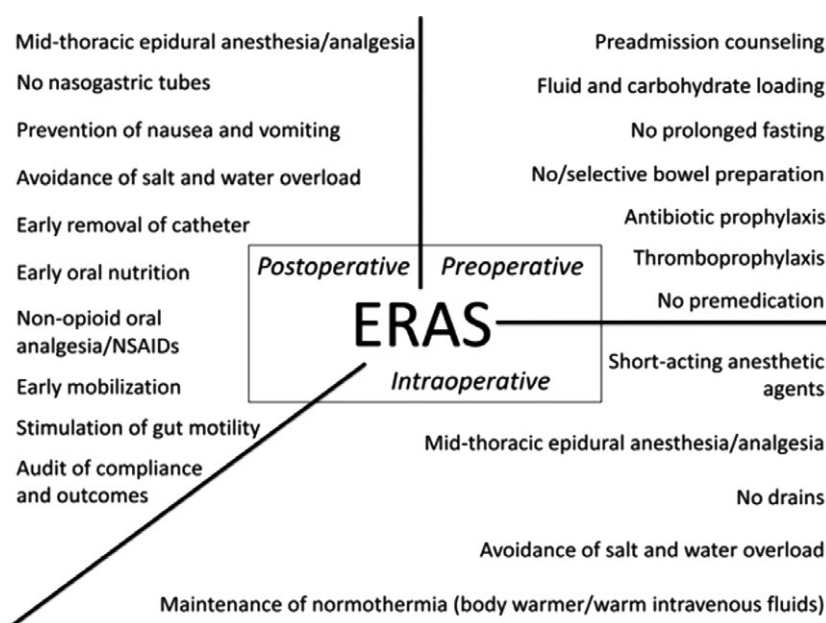 Mid-thoracic epidural anesthesia/analgesia
No nasogastric tubes
Prevention of nausea and vomiting
Avoidance of salt and water overload
Early removal of catheter
Early oral nutrition
Non-opioid oral
analgesia/NSAIDs
Early mobilization
Stimulation of gut motility
Audit of compliance
and outcomes
Preadmission counseling
Fluid and carbohydrate loading
No prolonged fasting
No/selective bowel preparation
Antibiotic prophylaxis
Thromboprophylaxis
No premedication
Postoperative
Preoperative
ERAS
Intraoperative
Short-acting anesthetic
agents
Mid-thoracic epidural anesthesia/analgesia
No drains
Avoidance of salt and water overload
Maintenance of normothermia (body warmer/warm intravenous fluids)